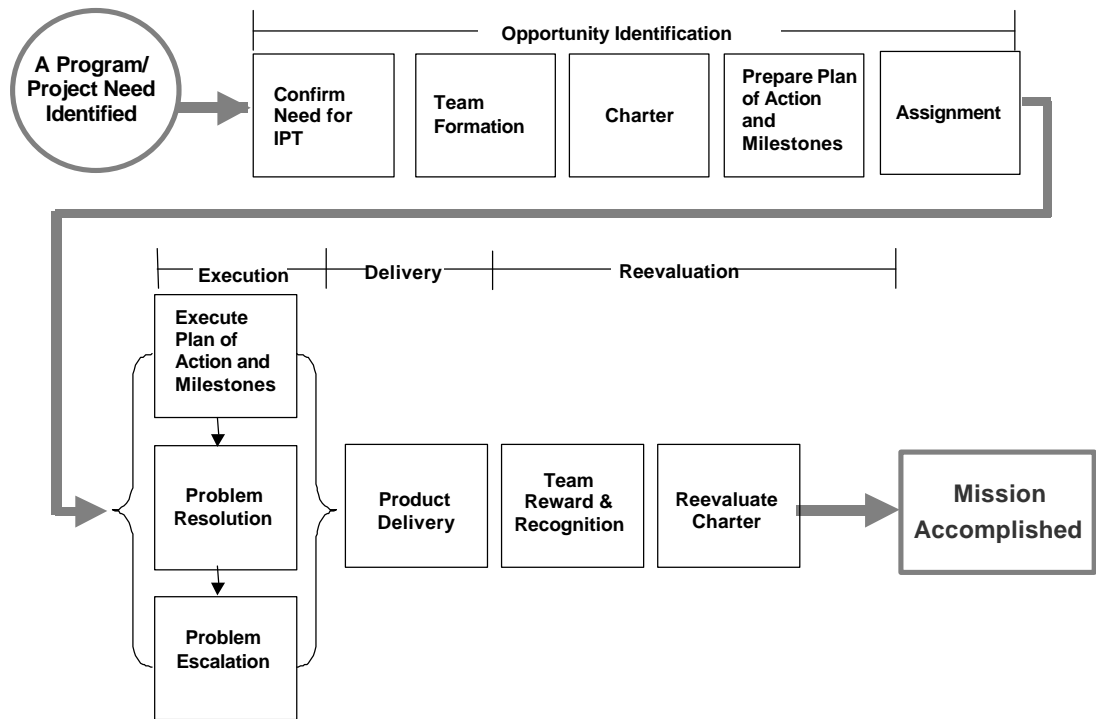 Opportunity Identification
A Program/
Project Need
Identified
Confirm
Need for
IPT
Team
Formation
Charter
Prepare Plan
of Action
and
Milestones
Assignment
Execution
Delivery
Reevaluation
Execute
Plan of
Action and
Milestones
Problem
Resolution
Problem
Escalation
Product
Delivery
Team
Reward &
Recognition
Reevaluate
Charter
Mission
Accomplished